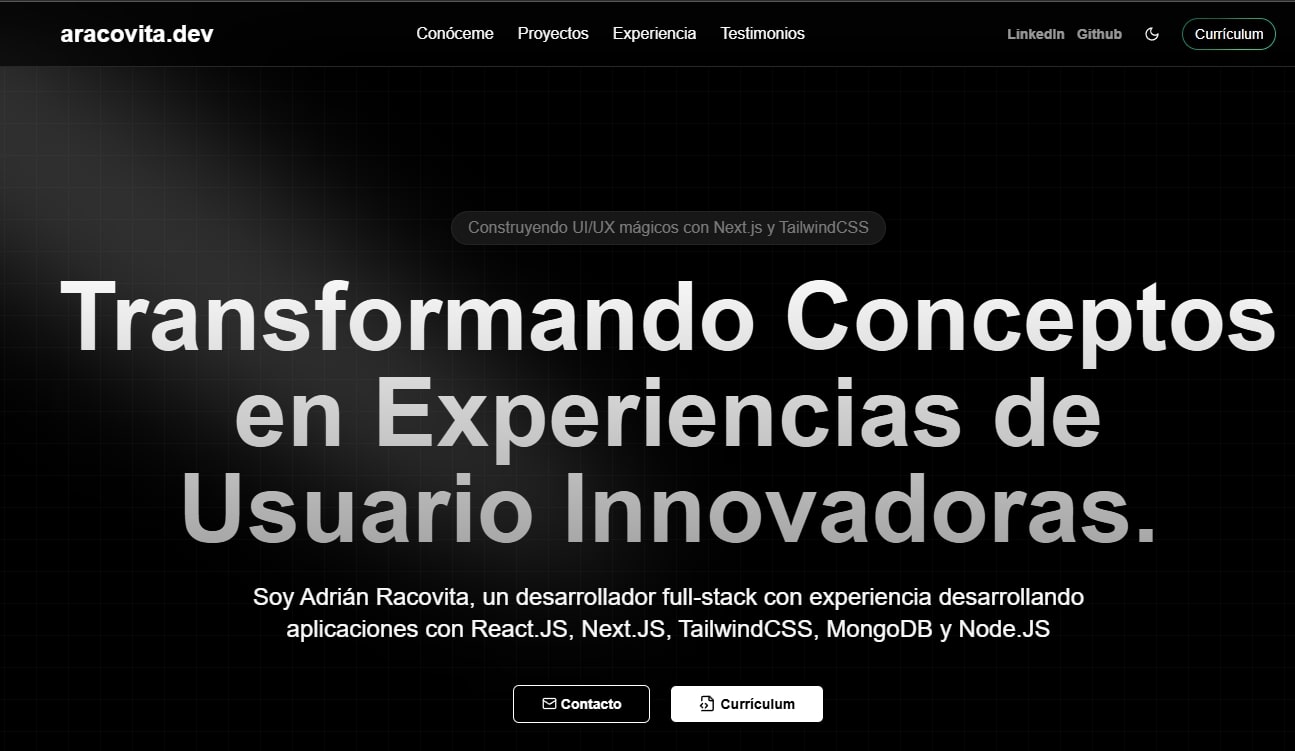 aracovita.dev
Conóceme Proyectos Experiencia Testimonios
LinkedIn Github
Currículum
Construyendo UI/UX mágicos con Next.js y TailwindCSS
Transformando Conceptos
en Experiencias de
Usuario Innovadoras.
Soy Adrián Racovita, un desarrollador full-stack con experiencia desarrollando
aplicaciones con React.JS, Next.JS, TailwindCSS, MongoDB y Node.JS
Contacto
Currículum